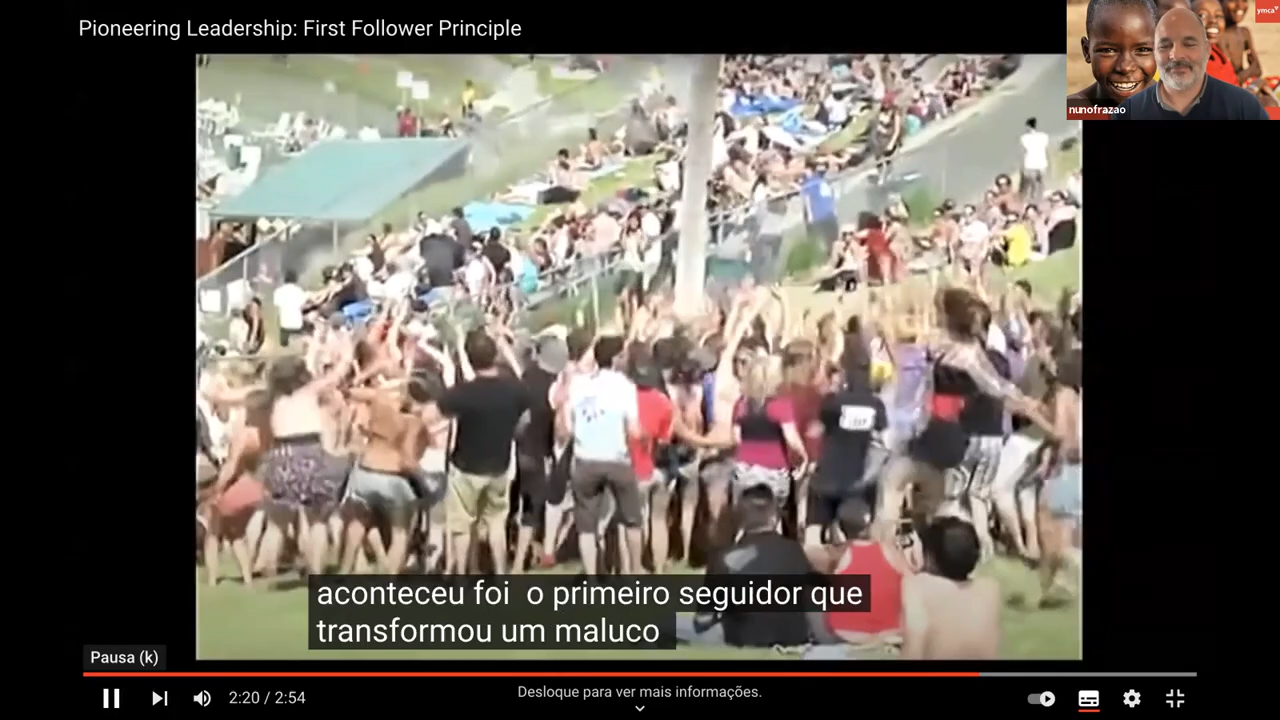 Pioneering Leadership: First Follower Principle
ymca
nunofrazao
aconteceu foi o primeiro seguidor que
transformou um maluco
Pausa (k)
2:20 / 2:54
Desloque para ver mais informações.